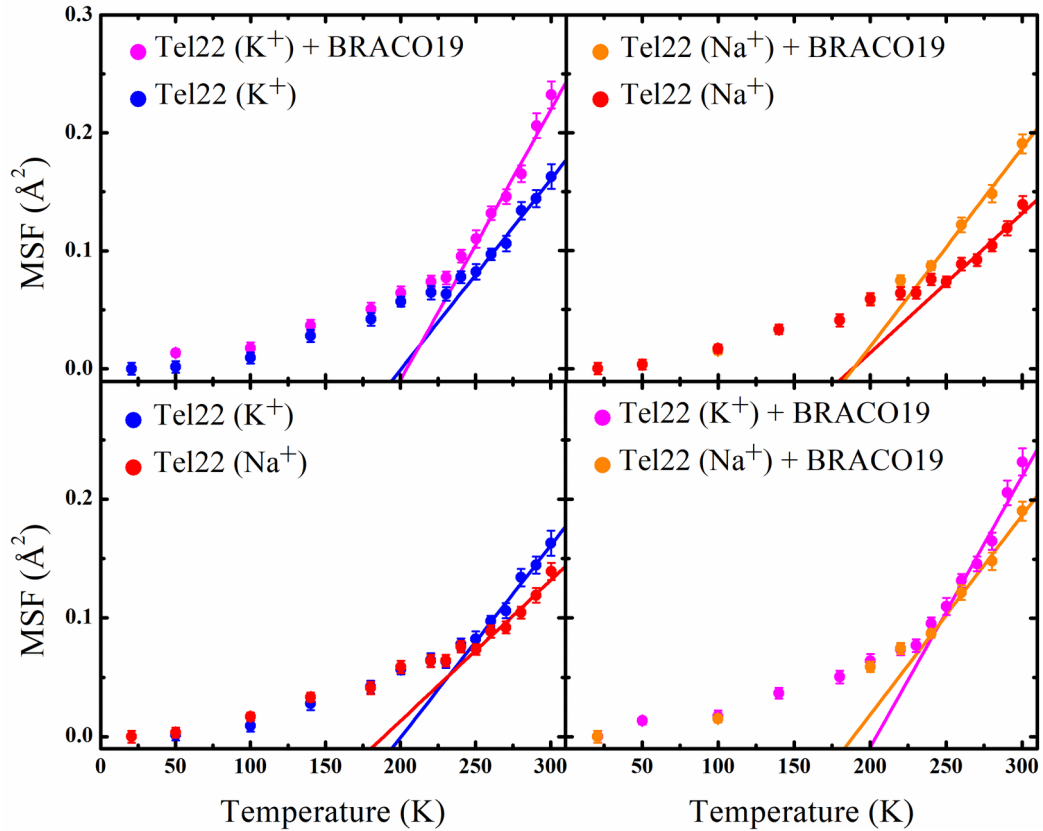 0.3
Tel22 (K⁺) + BRACO19
Tel22 (K⁺)
Tel22 (Na⁺) + BRACO19
Tel22 (Na⁺)
0.2
0.1
0.0
MSF (Å²)
Tel22 (K⁺)
Tel22 (Na⁺)
Tel22 (K⁺) + BRACO19
Tel22 (Na⁺) + BRACO19
0.2
0.1
0.0
MSF (Å²)
0 50 100 150 200 250 300
50 100 150 200 250 300
Temperature (K)
Temperature (K)